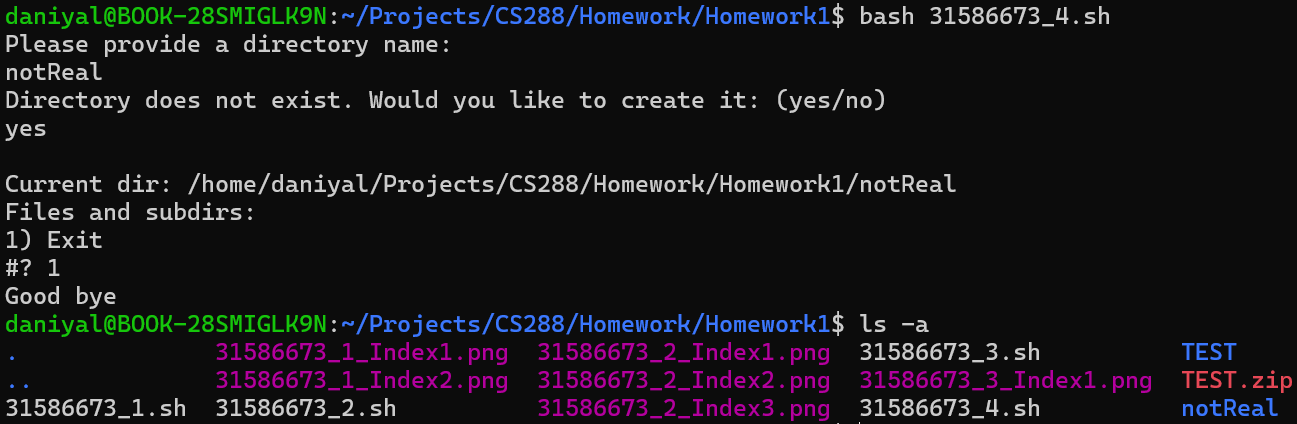 daniyal@BOOK-28SMIGLK9N:~/Projects/CS288/Homework/Homework1$ bash 31586673_4.sh
Please provide a directory name:
notReal
Directory does not exist. Would you like to create it: (yes/no)
yes
Current dir: /home/daniyal/Projects/CS288/Homework/Homework1/notReal
Files and subdirs:
1) Exit
#? 1
Good bye
daniyal@BOOK-28SMIGLK9N:~/Projects/CS288/Homework/Homework1$ ls -a
. 31586673_1_Index1.png 31586673_2_Index1.png 31586673_3.sh TEST
.. 31586673_1_Index2.png 31586673_2_Index2.png 31586673_3_Index1.png TEST.zip
31586673_1.sh 31586673_2.sh 31586673_2_Index3.png 31586673_4.sh notReal